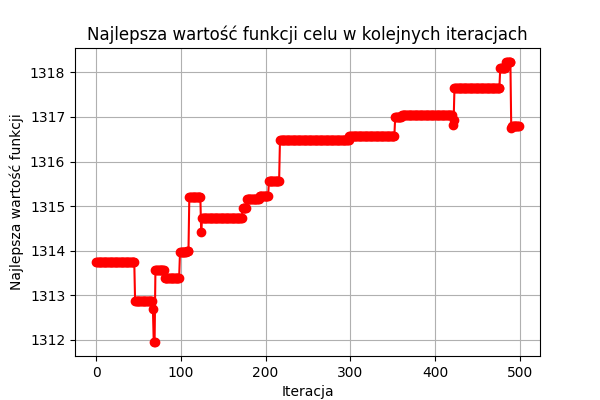 Najlepsza wartość funkcji celu w kolejnych iteracjach
Najlepsza wartość funkcji
1318
1317
1316
1315
1314
1313
1312
0 100 200 300 400 500
Iteracja